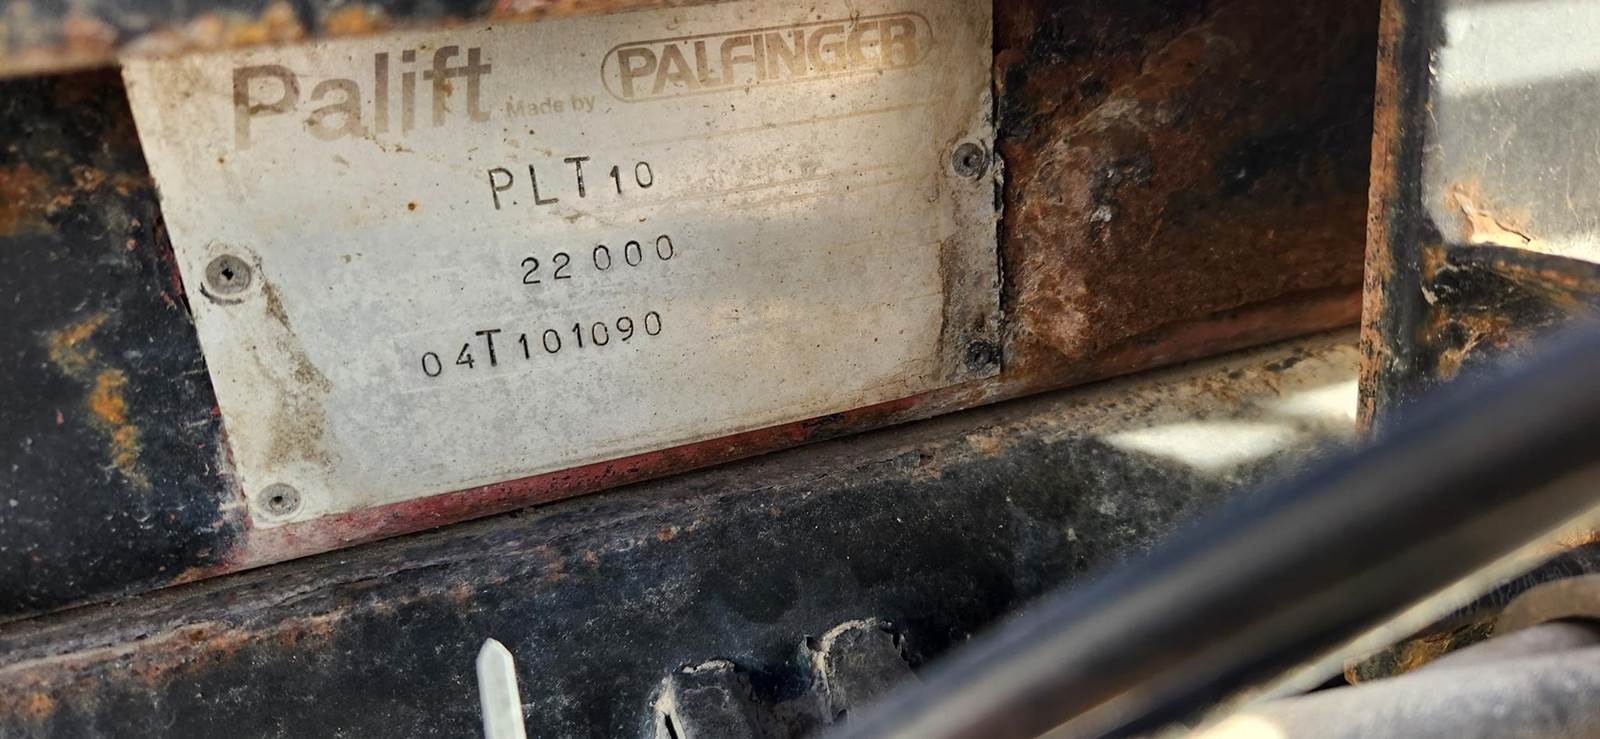 Palift Made by PALFINGER
PLT10
22000
04T101090